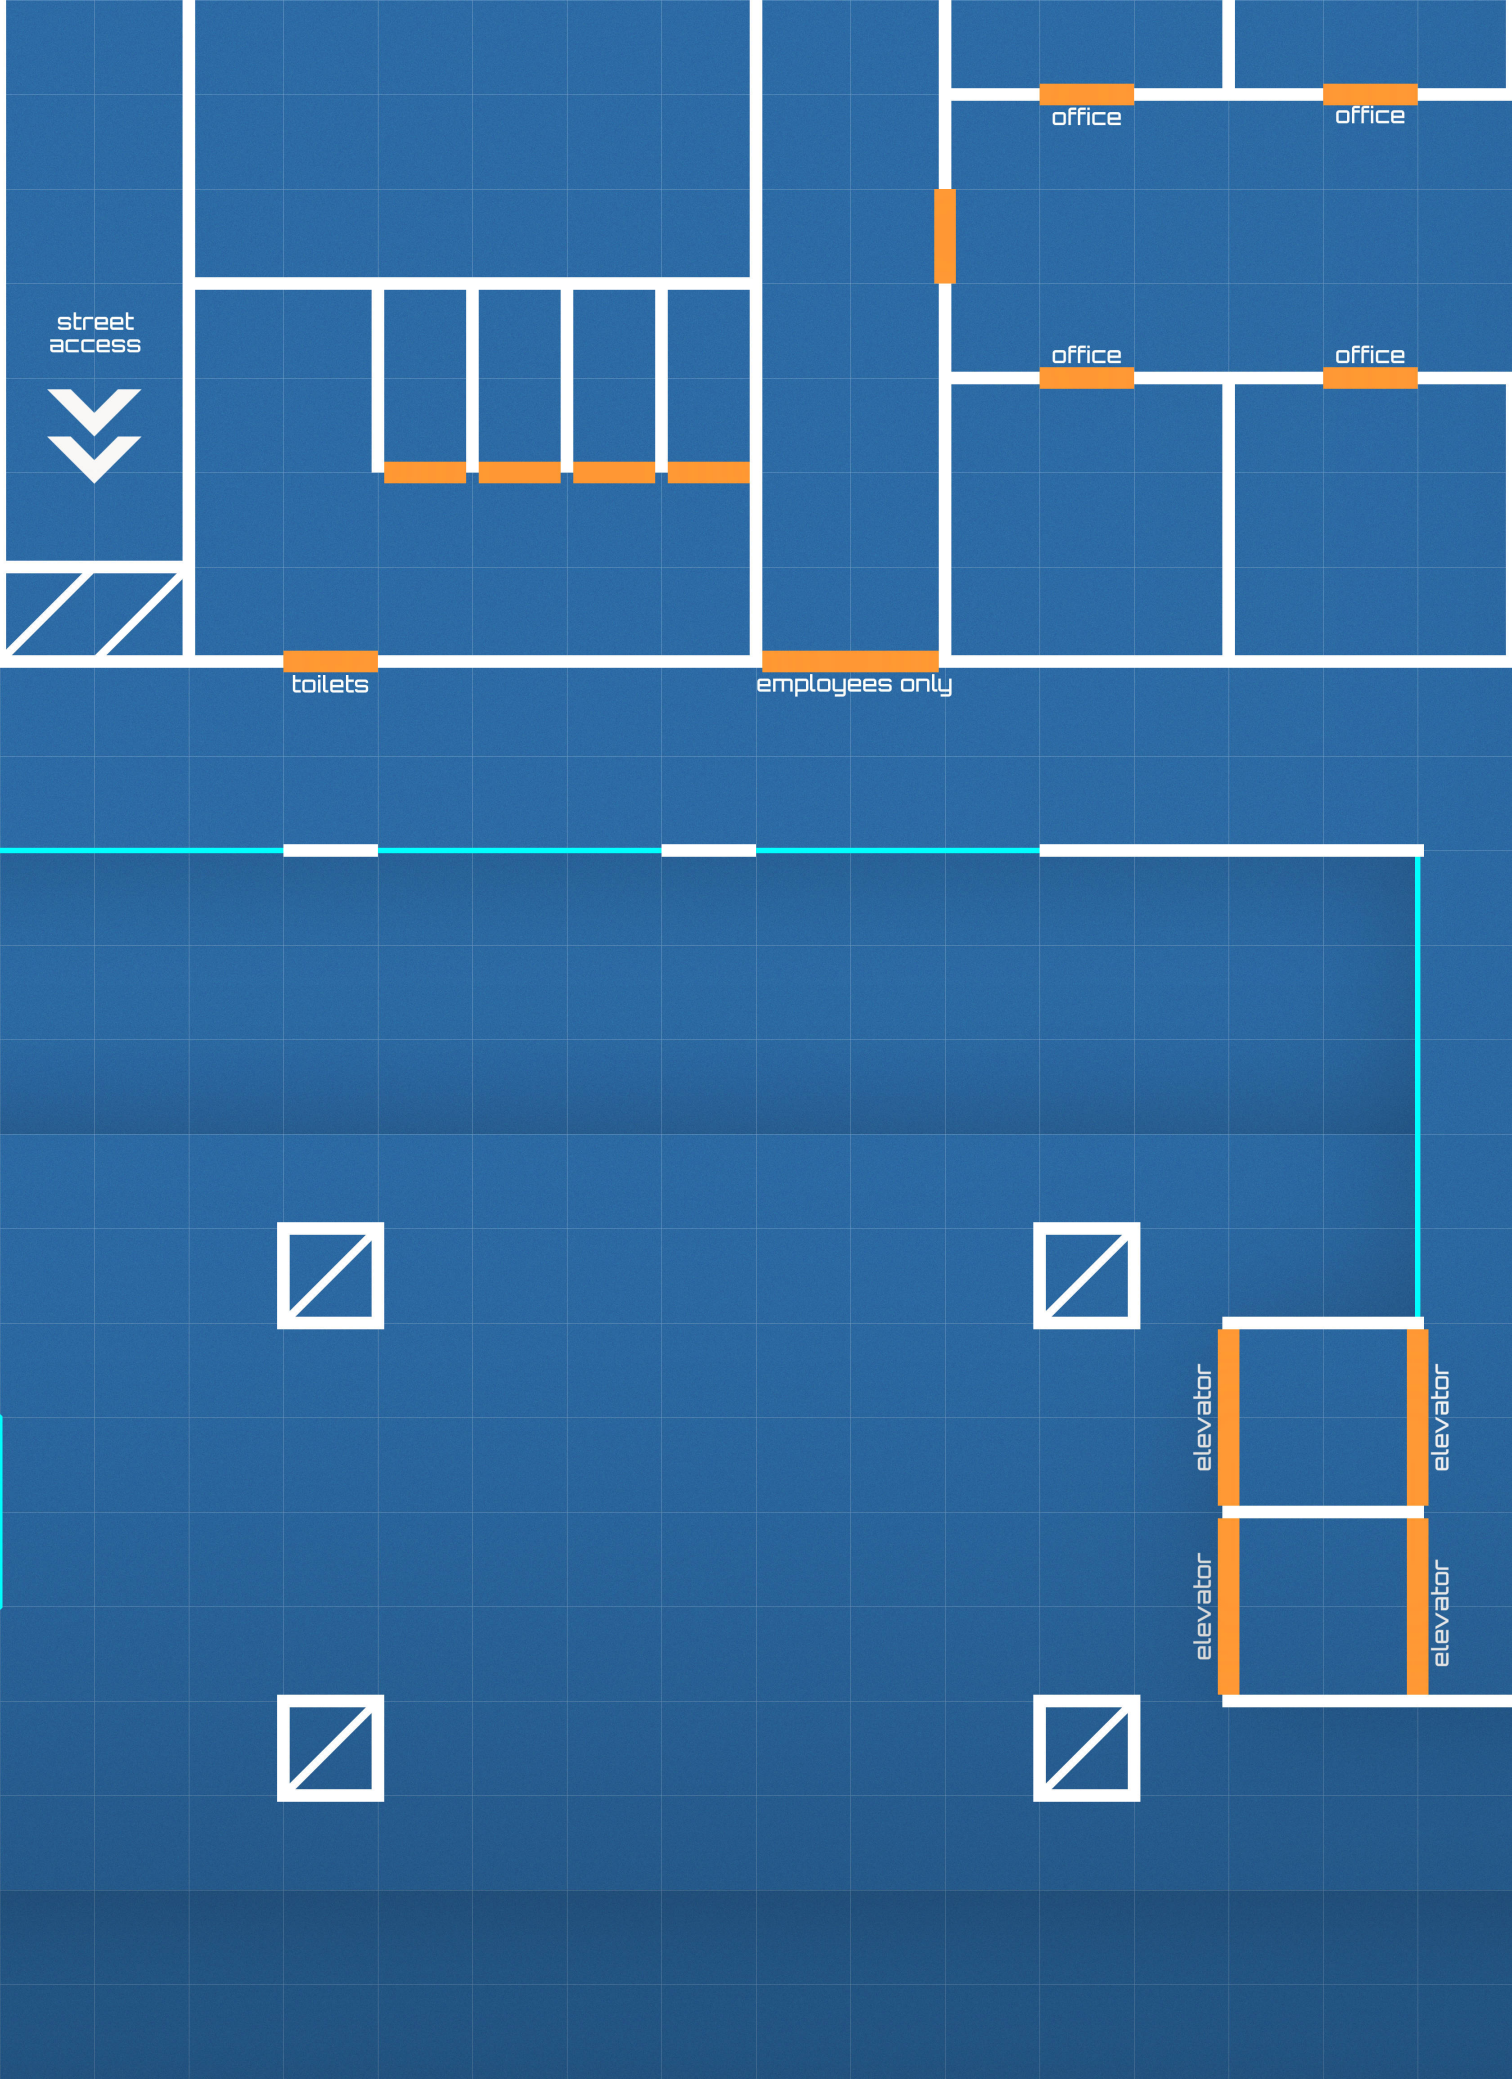 office
office
street
access
office
office
toilets
employees only
elevator
elevator
elevator
elevator